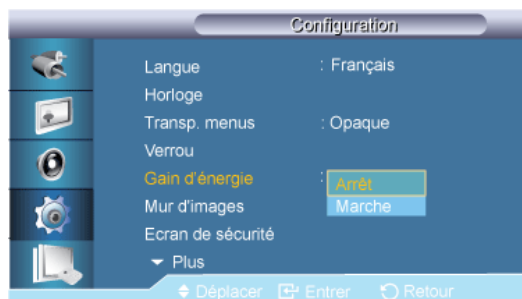 Configuration
Langue : Français
Horloge
Transp. menus : Opaque
Verrou
Gain d'énergie : Arrêt
Marche
Mur d'images
Ecran de sécurité
Plus
Déplacer Entrer Retour